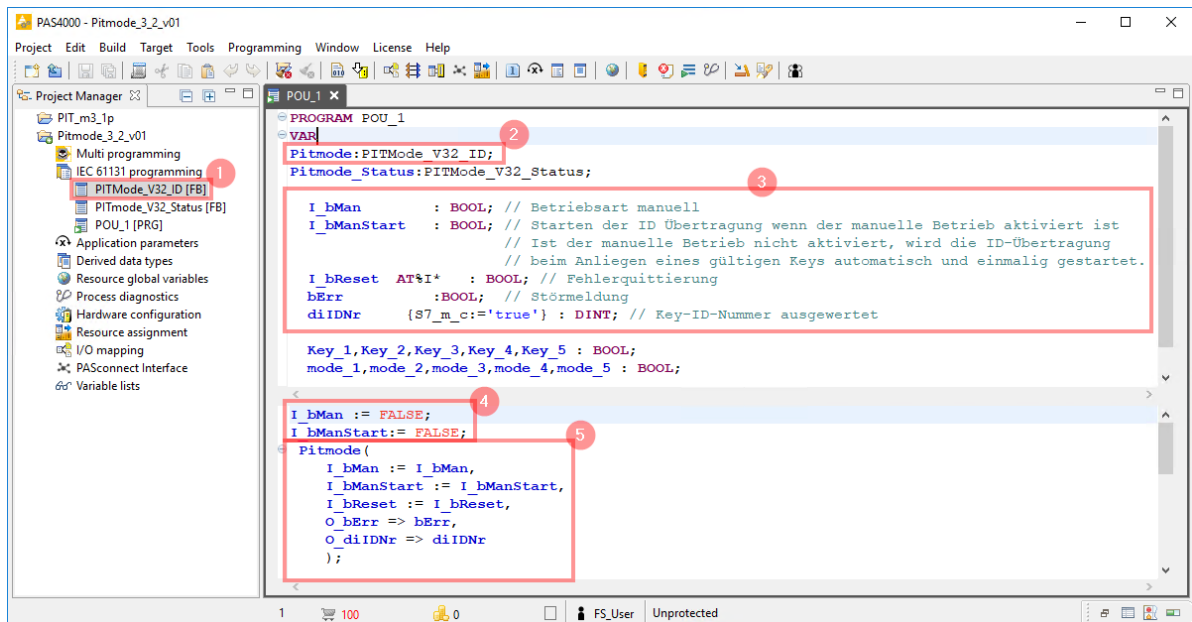 PAS4000 - Pitmode_3_2_v01
Project Edit Build Target Tools Programming Window License Help
Project Manager
POU_1
PIT_m3_1p
Pitmode_3_2_v01
Multi programming
IEC 61131 programming
1
PITMode_V32_ID [FB]
PITmode_V32_Status [FB]
POU_1 [PRG]
Application parameters
Derived data types
Resource global variables
Process diagnostics
Hardware configuration
Resource assignment
I/O mapping
PASconnect Interface
Variable lists
PROGRAM POU_1
VAR
2
Pitmode:PITMode_V32_ID;
Pitmode_Status:PITMode_V32_Status;
3
I_bMan : BOOL; // Betriebsart manuell
I_bManStart : BOOL; // Starten der ID Übertragung wenn der manuelle Betrieb aktiviert ist
// Ist der manuelle Betrieb nicht aktiviert, wird die ID-Übertragung
// beim Anliegen eines gültigen Keys automatisch und einmalig gestartet.
I_bReset AT%I* : BOOL; // Fehlerquittierung
bErr :BOOL; // Störmeldung
diIDNr {S7_m_c:='true'} : DINT; // Key-ID-Nummer ausgewertet
Key_1,Key_2,Key_3,Key_4,Key_5 : BOOL;
mode_1,mode_2,mode_3,mode_4,mode_5 : BOOL;
4
I_bMan := FALSE;
I_bManStart:= FALSE;
5
Pitmode(
I_bMan := I_bMan,
I_bManStart := I_bManStart,
I_bReset := I_bReset,
O_bErr => bErr,
O_diIDNr => diIDNr
);
1 100 0 FS_User Unprotected